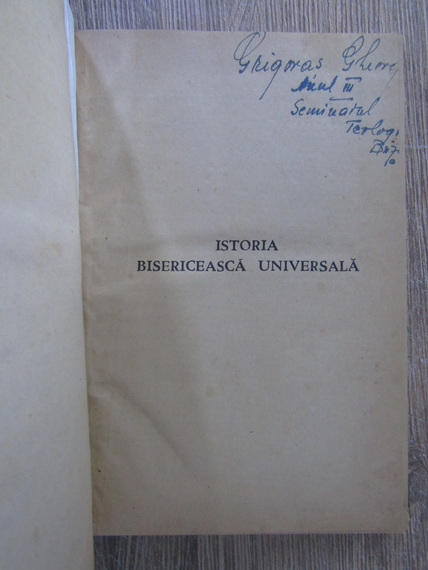 Grigoras Gheorg
Anul III
Seminarul
Teolog.
ISTORIA
BISERICEASCĂ UNIVERSALĂ